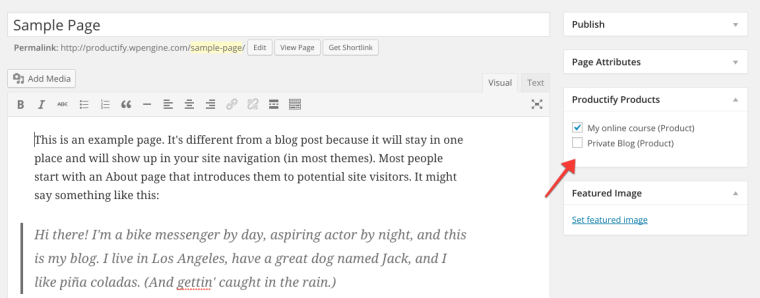 Sample Page
Permalink: http://productify.wpengine.com/sample-page/ Edit View Page Get Shortlink
Add Media
Visual Text
B I ABC
This is an example page. It's different from a blog post because it will stay in one
place and will show up in your site navigation (in most themes). Most people
start with an About page that introduces them to potential site visitors. It might
say something like this:
Hi there! I'm a bike messenger by day, aspiring actor by night, and this
is my blog. I live in Los Angeles, have a great dog named Jack, and I
like piña coladas. (And gettin' caught in the rain.)
Publish
Page Attributes
Productify Products
My online course (Product)
Private Blog (Product)
Featured Image
Set featured image